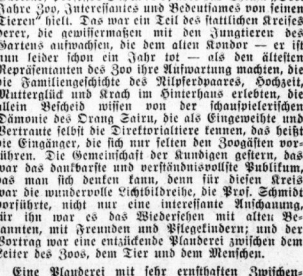 Jahre Zoo, Interessantes und Bedeutsames von seinen
Tieren" hielt. Das war ein Teil des stattlichen Kreises
derer, die gewissermaßen mit den Jungtieren des
Gartens aufwachsen, die dem alten Kondor — er ist
nun leider schon ein Jahr tot — als den ältesten
Repräsentanten des Zoo ihre Aufwartung machten, die
die Familiengeschichte des Nilpferdpaares, Hochzeit,
Mutterglück und Krach im Hinterhaus erlebten, die
allein Bescheid wissen von der schauspielerischen
Dämonie des Orang Sairu, die als Eingeweihte und
Vertraute selbst die Direktorialtiere kennen, das heißt
die Eingänger, die sich nur selten den Zoogästen vor-
führen. Die Gemeinschaft der Kundigen gestern, das
war das dankbarste und verständnisvollste Publikum,
das man sich denken kann, denn für diesen Kreis
war die wundervolle Lichtbildreihe, die Prof. Schmidt
vorführte, nicht nur eine interessante Anschauung,
für ihn war es das Wiedersehen mit alten Be-
kannten, mit Freunden und Pflegekindern; und der
Vortrag war eine entzückende Plauderei zwischen dem
Leiter des Zoos, dem Tier und dem Menschen.
Eine Plauderei mit sehr ernsthaften Zwischen-